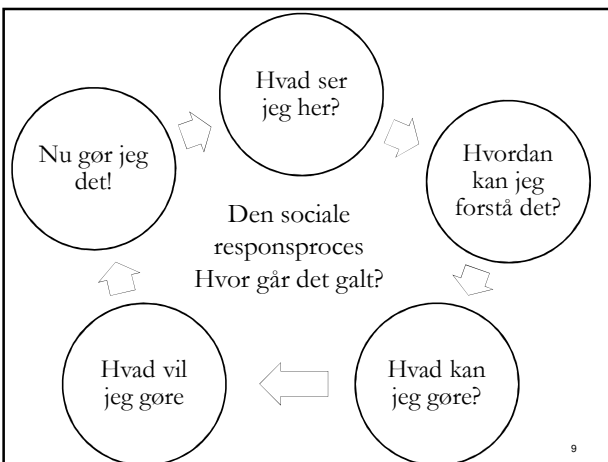 Hvad ser
jeg her?
Hvordan
kan jeg
forstå det?
Hvad kan
jeg gøre?
Hvad vil
jeg gøre
Nu gør jeg
det!
Den sociale
responsproces
Hvor går det galt?
9